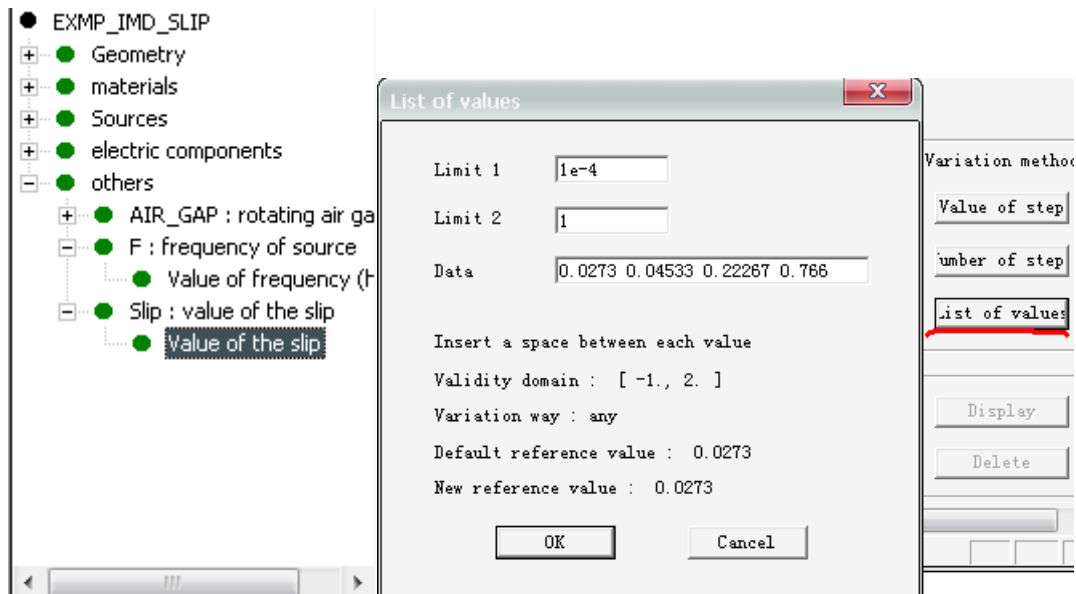 EXMP_IMD_SLIP
Geometry
materials
Sources
electric components
others
AIR_GAP : rotating air ga
F : frequency of source
Value of frequency (h
Slip : value of the slip
Value of the slip
List of values
Limit 1 1e-4
Limit 2 1
Data 0.0273 0.04533 0.22267 0.766
Insert a space between each value
Validity domain : [ -1., 2. ]
Variation way : any
Default reference value : 0.0273
New reference value : 0.0273
OK Cancel
Variation method
Value of step
umber of step
List of values
Display
Delete